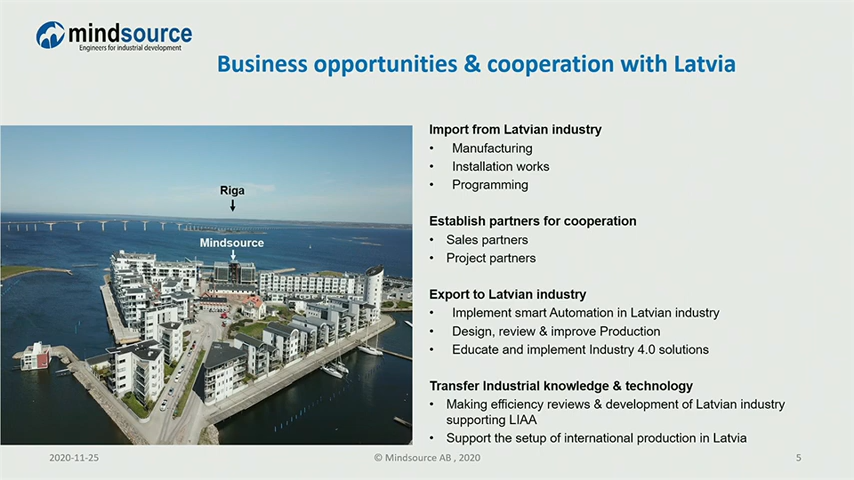 mindsource
Engineers for industrial development
Business opportunities & cooperation with Latvia
Riga
Mindsource
Import from Latvian industry
• Manufacturing
• Installation works
• Programming
Establish partners for cooperation
• Sales partners
• Project partners
Export to Latvian industry
• Implement smart Automation in Latvian industry
• Design, review & improve Production
• Educate and implement Industry 4.0 solutions
Transfer Industrial knowledge & technology
• Making efficiency reviews & development of Latvian industry
supporting LIAA
• Support the setup of international production in Latvia
2020-11-25
© Mindsource AB , 2020
5